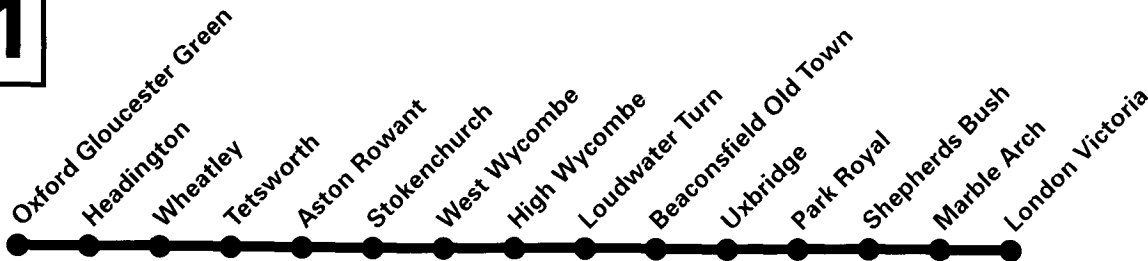 1
Oxford Gloucester Green
Headington
Wheatley
Tetsworth
Aston Rowant
Stokenchurch
West Wycombe
High Wycombe
Loudwater Turn
Beaconsfield Old Town
Uxbridge
Park Royal
Shepherds Bush
Marble Arch
London Victoria